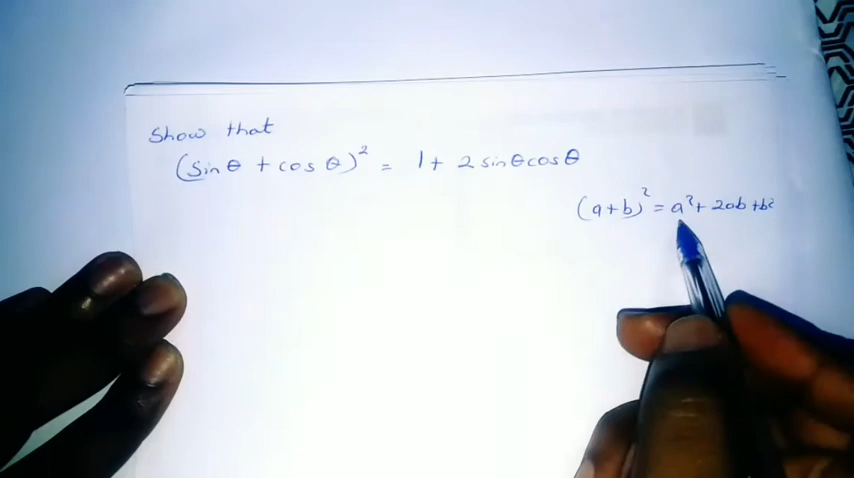 Show that
(sin θ + cos θ)² = 1 + 2 sin θ cos θ
(a+b)² = a² + 2ab + b²